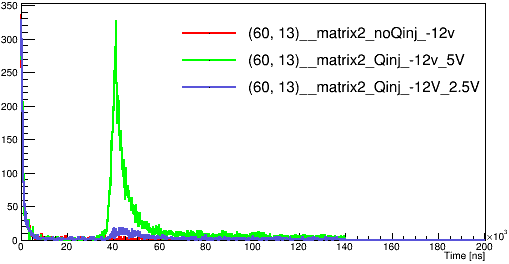 350
300
250
200
150
100
50
0
(60, 13)__matrix2_noQinj_-12v
(60, 13)__matrix2_Qinj_-12V_5V
(60, 13)__matrix2_Qinj_-12V_2.5V
0 20 40 60 80 100 120 140 160 180 200 ×10³
Time [ns]